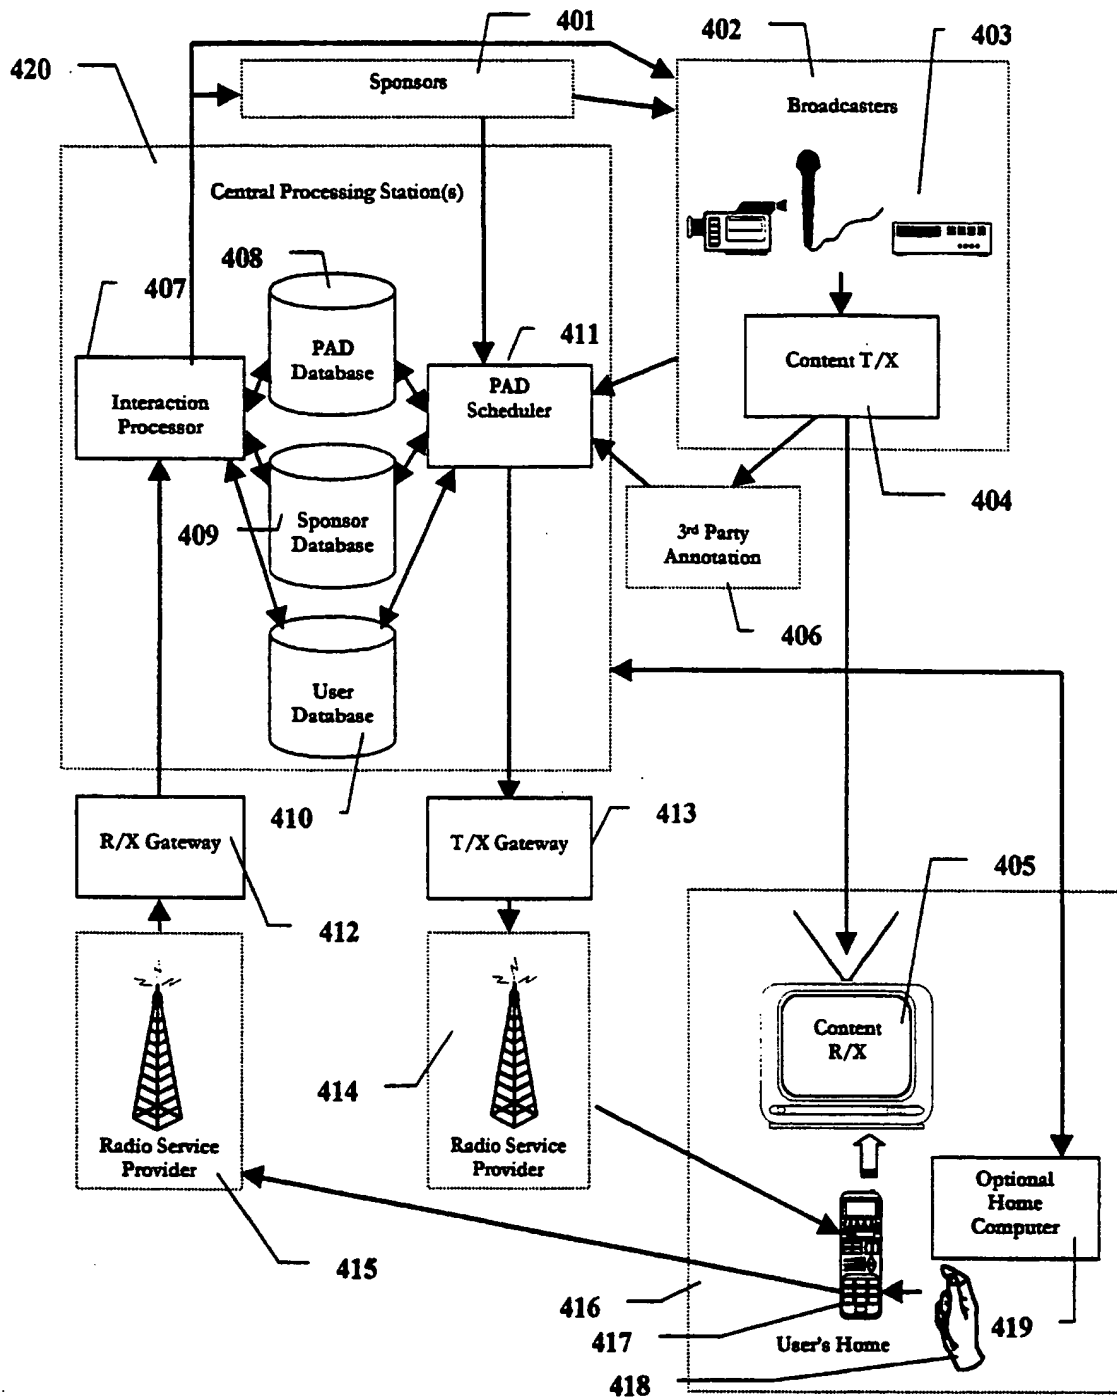 401
402
403
420
Sponsors
Broadcasters
Central Processing Station(s)
408
407
411
PAD
Database
PAD
Scheduler
Content T/X
Interaction
Processor
404
409
Sponsor
Database
3rd Party
Annotation
406
User
Database
410
413
R/X Gateway
T/X Gateway
405
412
Content
R/X
414
Radio Service
Provider
Radio Service
Provider
Optional
Home
Computer
415
416
417
User's Home
419
418